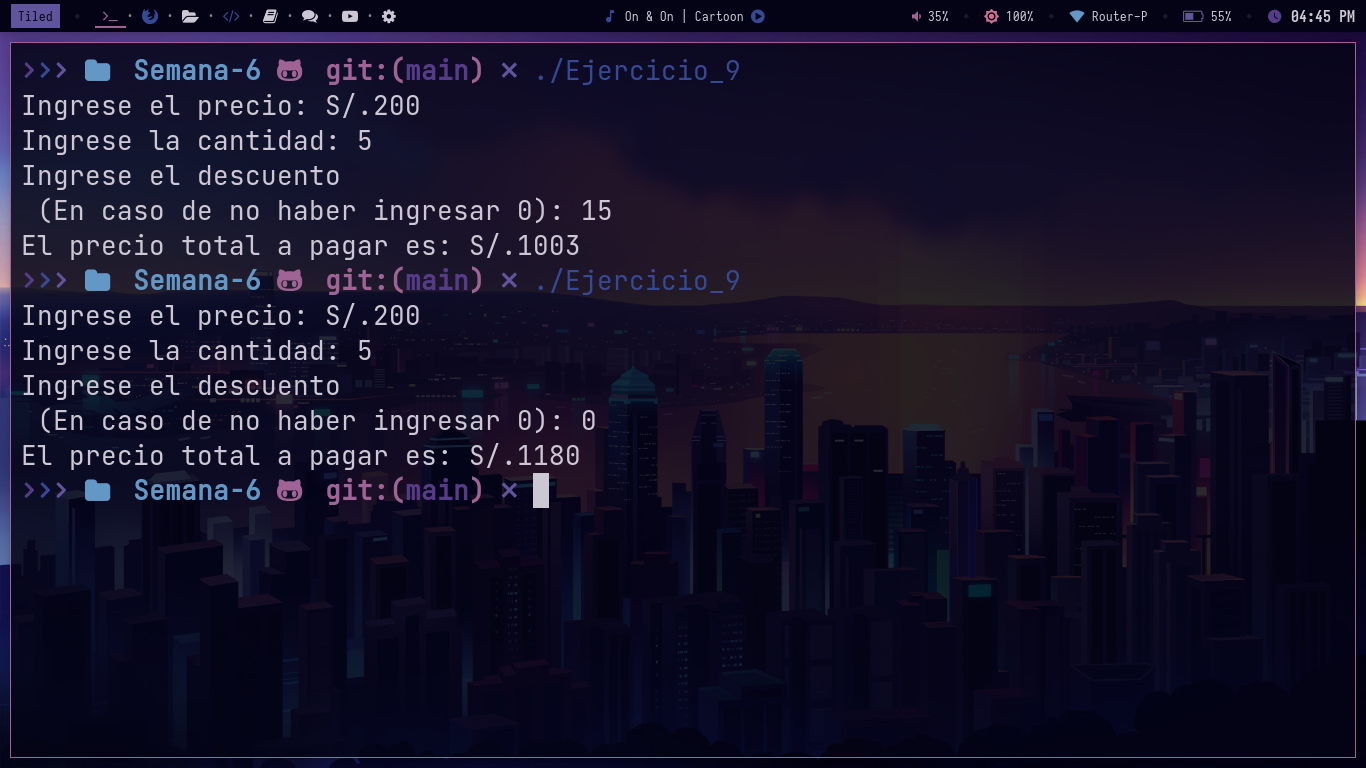 Tiled
On & On | Cartoon
35%
100%
Router-P
55%
04:45 PM
>>> Semana-6 git:(main) × ./Ejercicio_9
Ingrese el precio: S/.200
Ingrese la cantidad: 5
Ingrese el descuento
(En caso de no haber ingresar 0): 15
El precio total a pagar es: S/.1003
>>> Semana-6 git:(main) × ./Ejercicio_9
Ingrese el precio: S/.200
Ingrese la cantidad: 5
Ingrese el descuento
(En caso de no haber ingresar 0): 0
El precio total a pagar es: S/.1180
>>> Semana-6 git:(main) ×